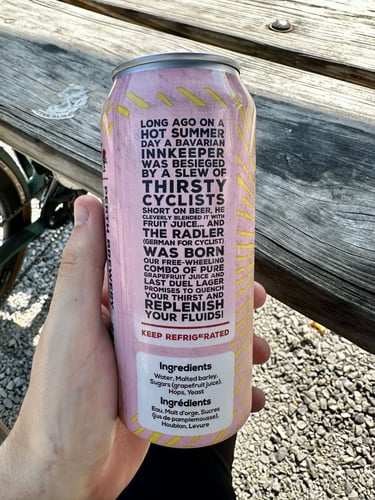 LONG AGO ON A
HOT SUMMER
DAY A BAVARIAN
INNKEEPER
WAS BESIEGED
BY A SLEW OF
THIRSTY
CYCLISTS
SHORT ON BEER, HE
CLEVERLY BLENDED IT WITH
FRUIT JUICE... AND
THE RADLER
(GERMAN FOR CYCLIST)
WAS BORN
OUR FREE-WHEELING
COMBO OF PURE
GRAPEFRUIT JUICE AND
LAST DUEL LAGER
PROMISES TO QUENCH
YOUR THIRST AND
REPLENISH
YOUR FLUIDS!
KEEP REFRIGERATED
Ingredients
Water, Malted barley,
Sugars (grapefruit juice),
Hops, Yeast
Ingrédients
Eau, Malt d'orge, Sucres
(jus de pamplemousse),
Houblon, Levure